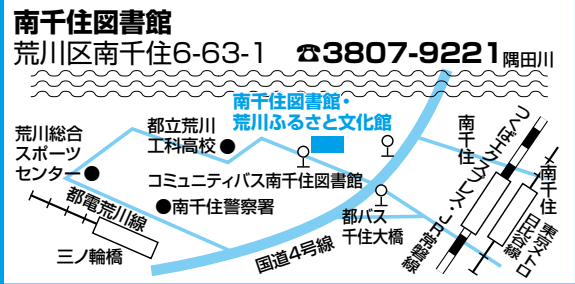 南千住図書館
荒川区南千住6-63-1 ☎3807-9221
隅田川
南千住図書館・
荒川ふるさと文化館
荒川総合
スポーツ
センター
都立荒川
工科高校
コミュニティバス南千住図書館
南千住警察署
都電荒川線
三ノ輪橋
国道4号線
都バス
千住大橋
南千住
つくばエクスプレス・JR常磐線
南千住
東京メトロ
日比谷線